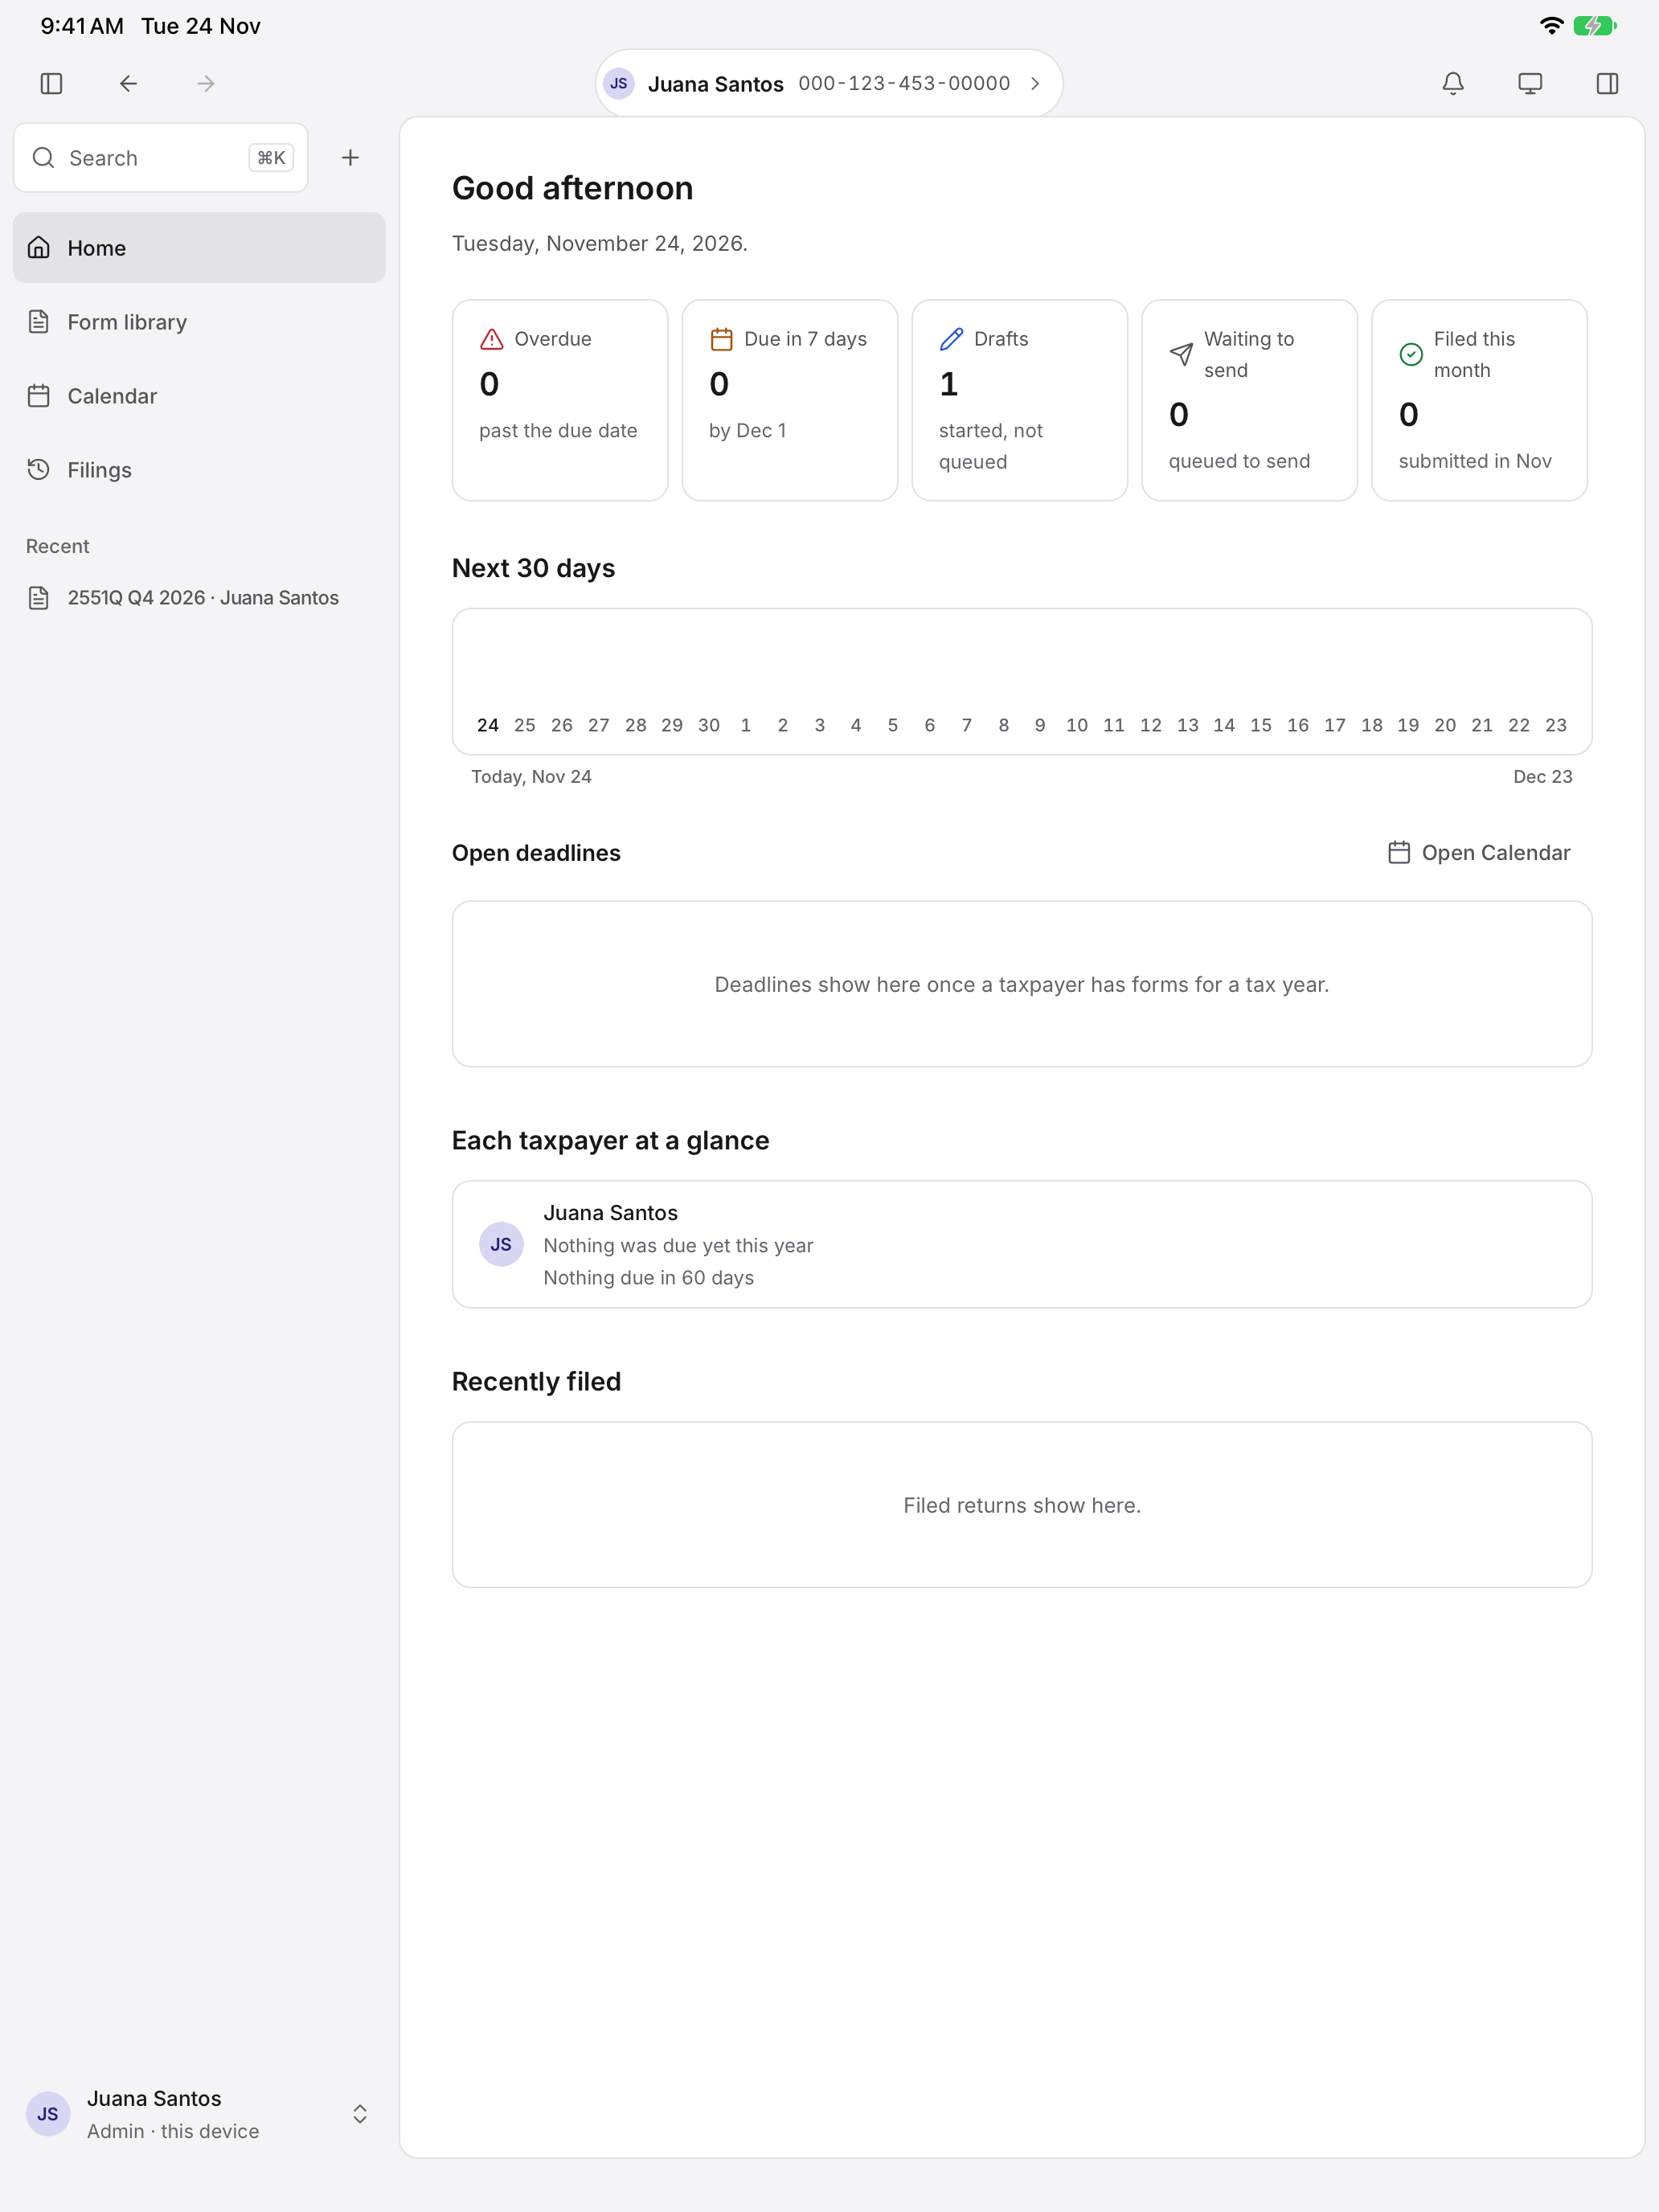 9:41 AM Tue 24 Nov
JS Juana Santos 000-123-453-00000
Search ⌘K
Home
Form library
Calendar
Filings
Recent
2551Q Q4 2026 · Juana Santos
Good afternoon
Tuesday, November 24, 2026.
Overdue
0
past the due date
Due in 7 days
0
by Dec 1
Drafts
1
started, not
queued
Waiting to
send
0
queued to send
Filed this
month
0
submitted in Nov
Next 30 days
24 25 26 27 28 29 30 1 2 3 4 5 6 7 8 9 10 11 12 13 14 15 16 17 18 19 20 21 22 23
Today, Nov 24 Dec 23
Open deadlines
Open Calendar
Deadlines show here once a taxpayer has forms for a tax year.
Each taxpayer at a glance
JS
Juana Santos
Nothing was due yet this year
Nothing due in 60 days
Recently filed
Filed returns show here.
JS
Juana Santos
Admin · this device